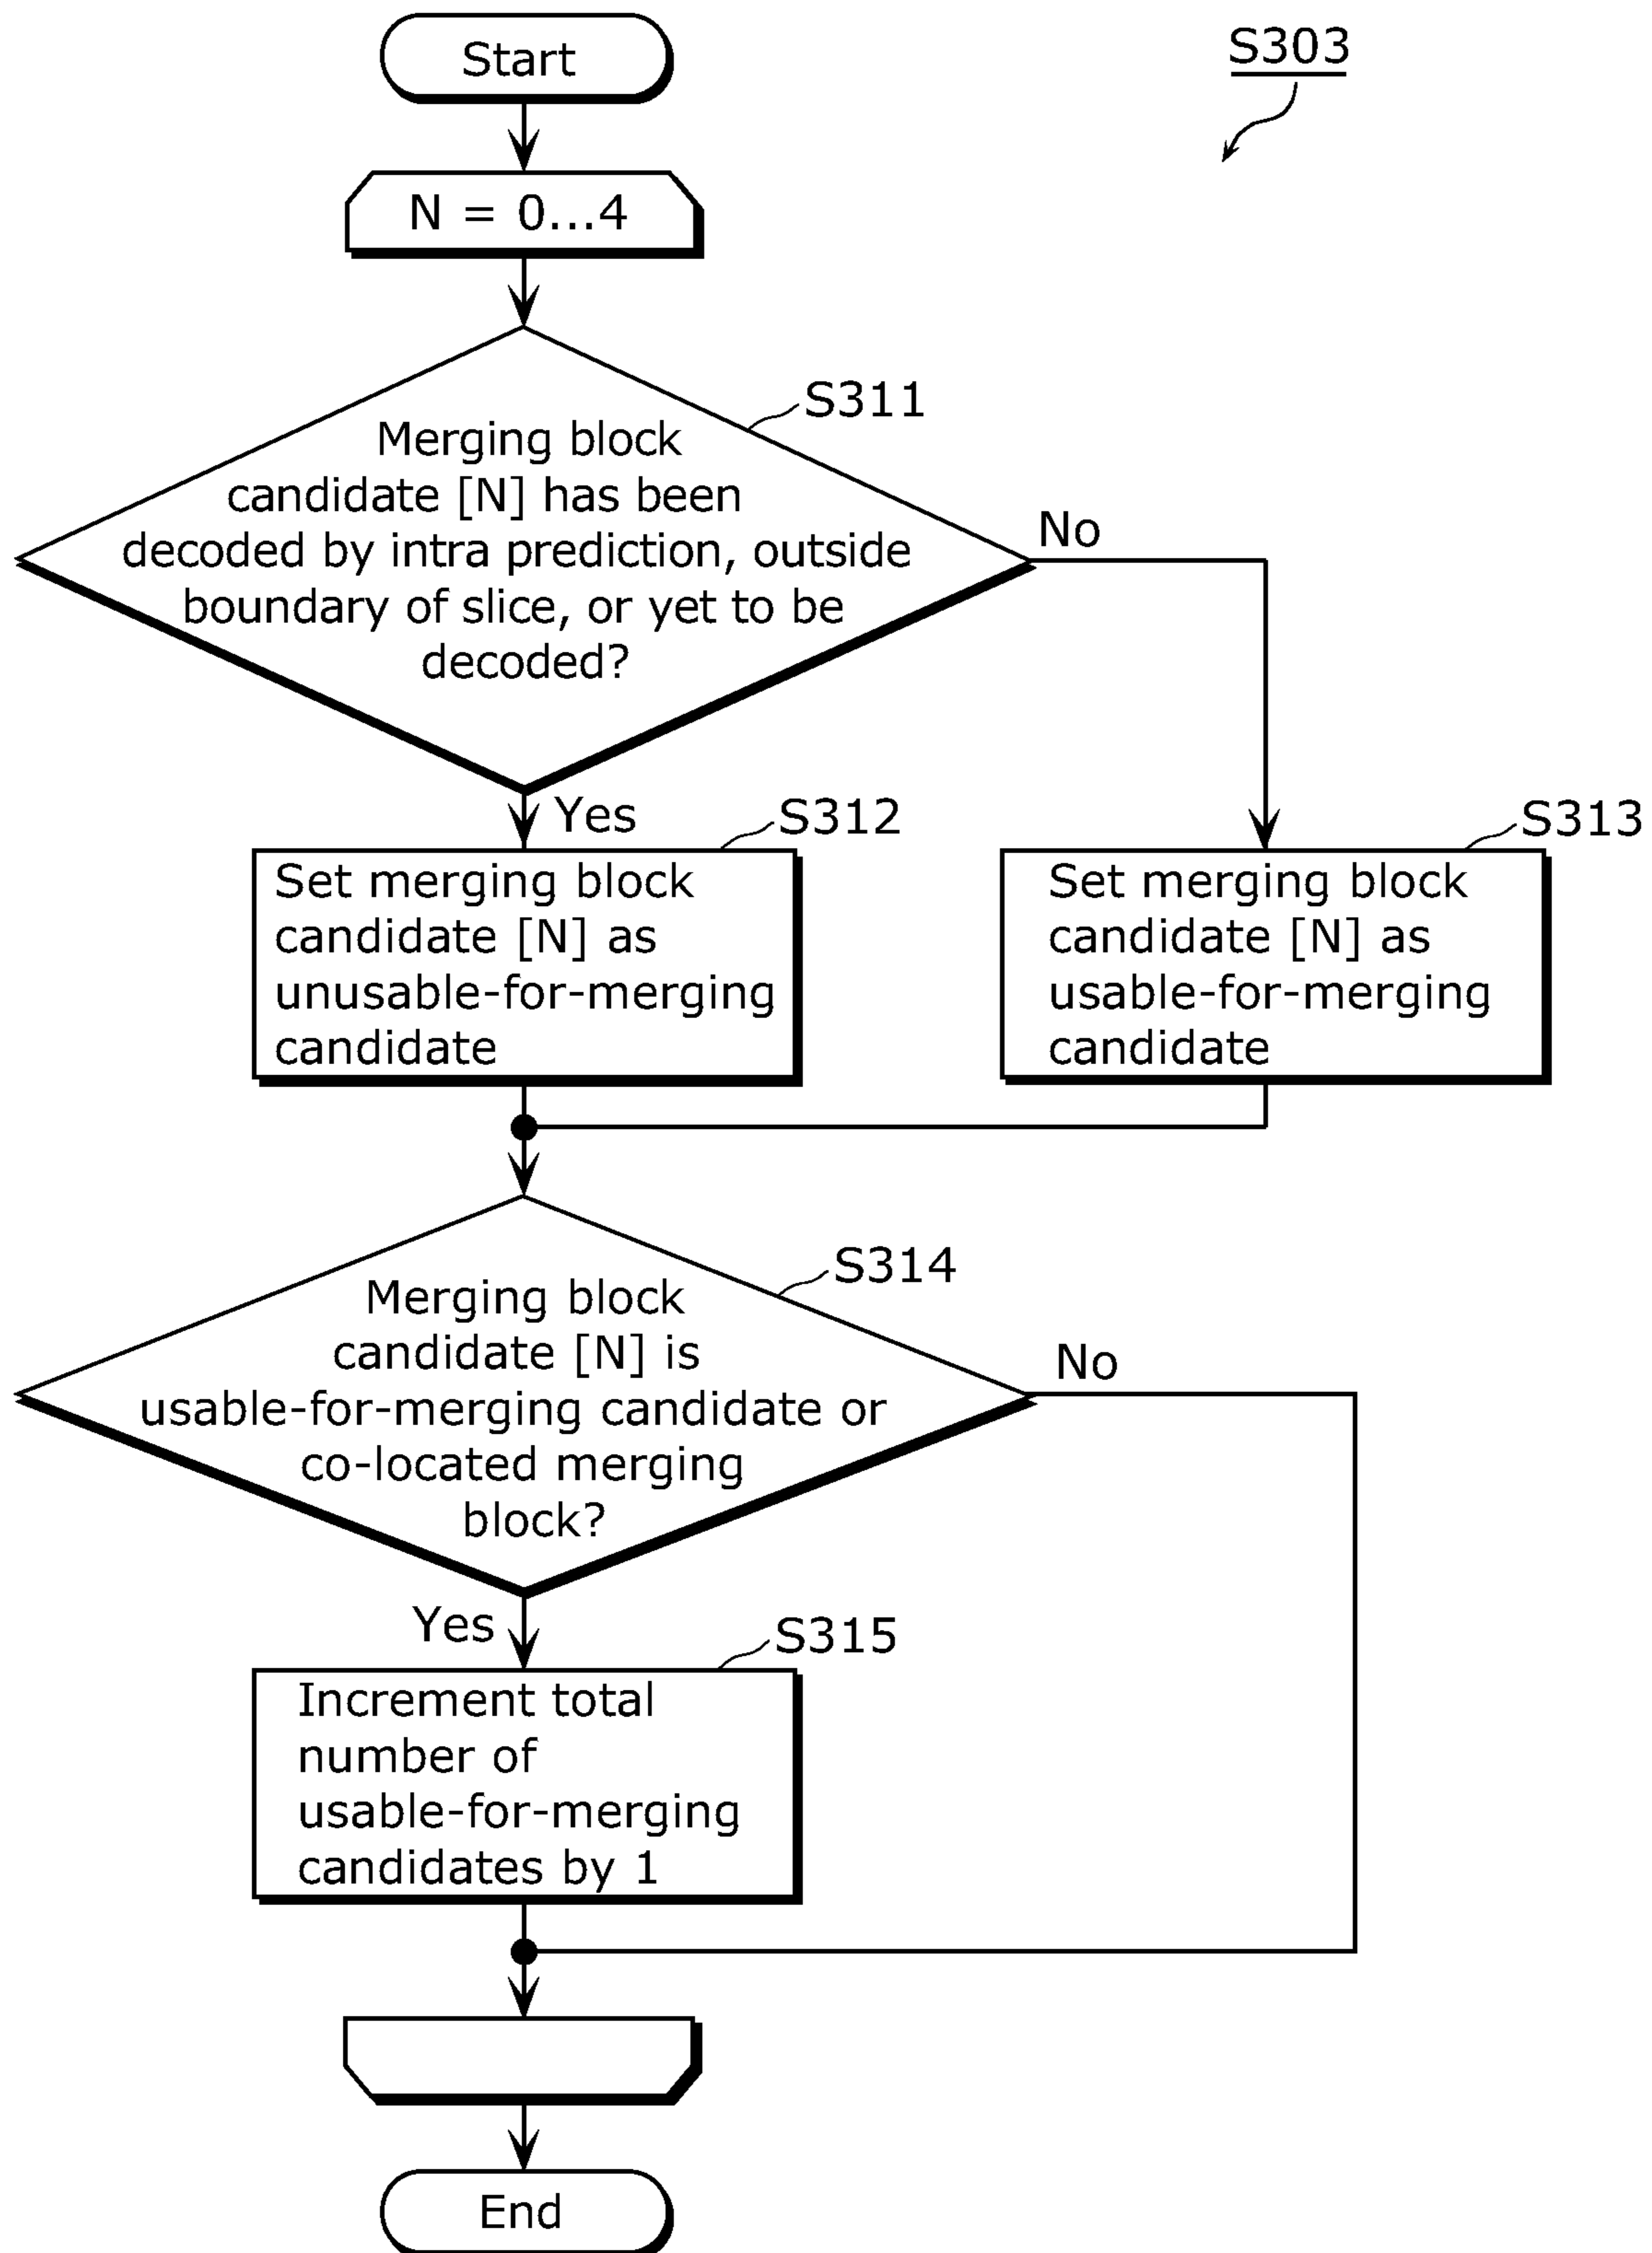 Start
S303
N = 0...4
S311
Merging block
candidate [N] has been
decoded by intra prediction, outside
boundary of slice, or yet to be
decoded?
No
Yes
S312
S313
Set merging block
candidate [N] as
unusable-for-merging
candidate
Set merging block
candidate [N] as
usable-for-merging
candidate
S314
Merging block
candidate [N] is
usable-for-merging candidate or
co-located merging
block?
No
Yes
S315
Increment total
number of
usable-for-merging
candidates by 1
End